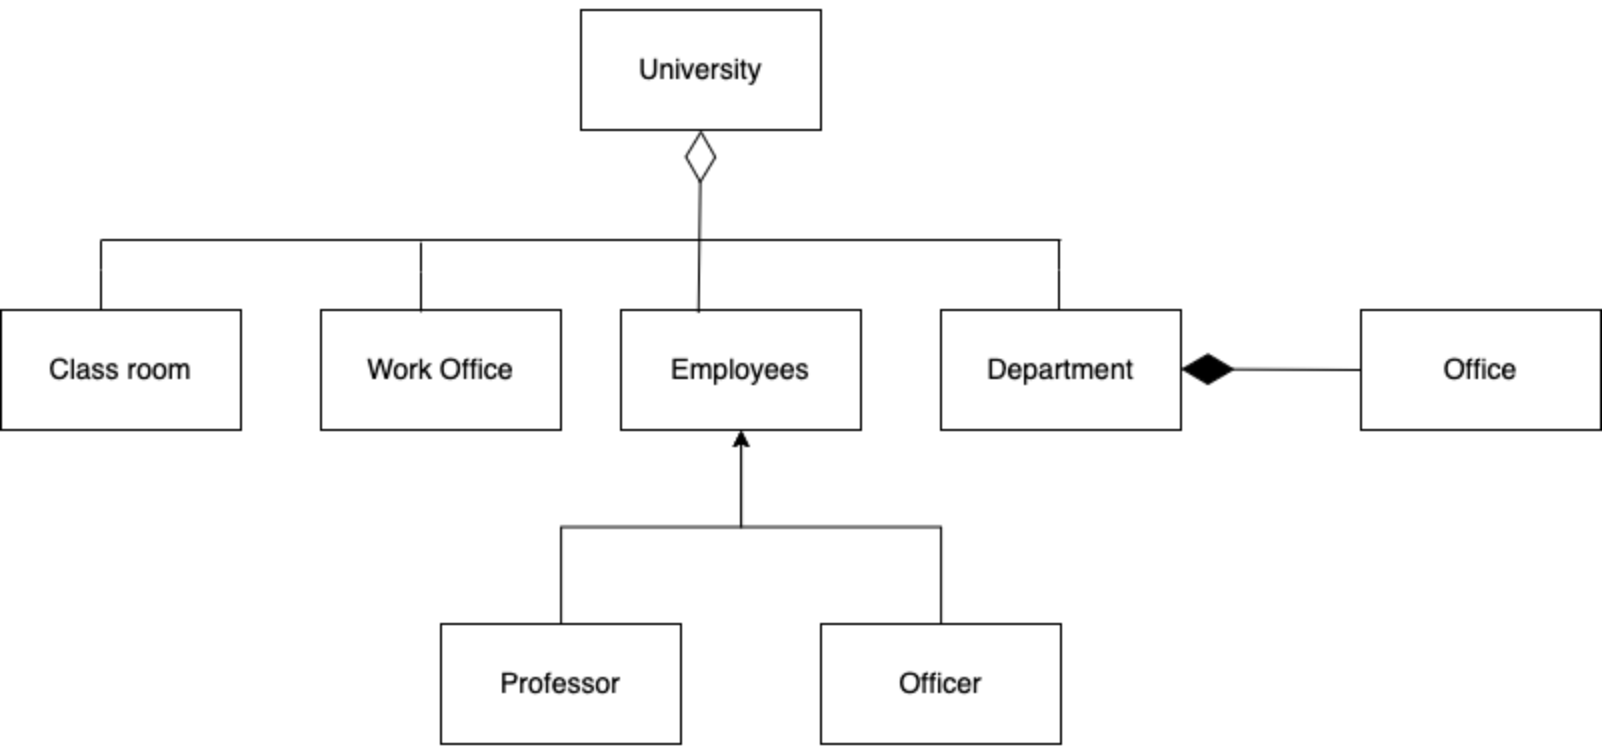 University
Class room
Work Office
Employees
Department
Office
Professor
Officer